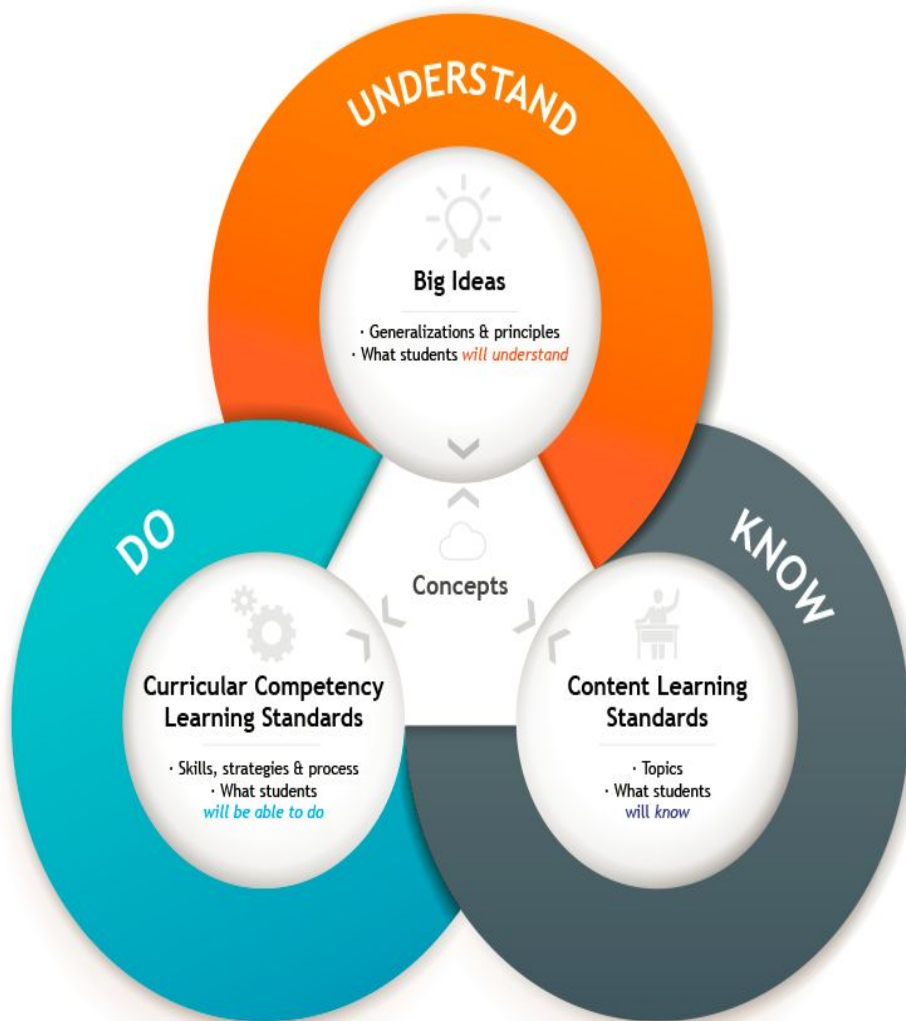 UNDERSTAND
Big Ideas
· Generalizations & principles
· What students will understand
Concepts
DO
Curricular Competency
Learning Standards
· Skills, strategies & process
· What students
will be able to do
KNOW
Content Learning
Standards
· Topics
· What students
will know